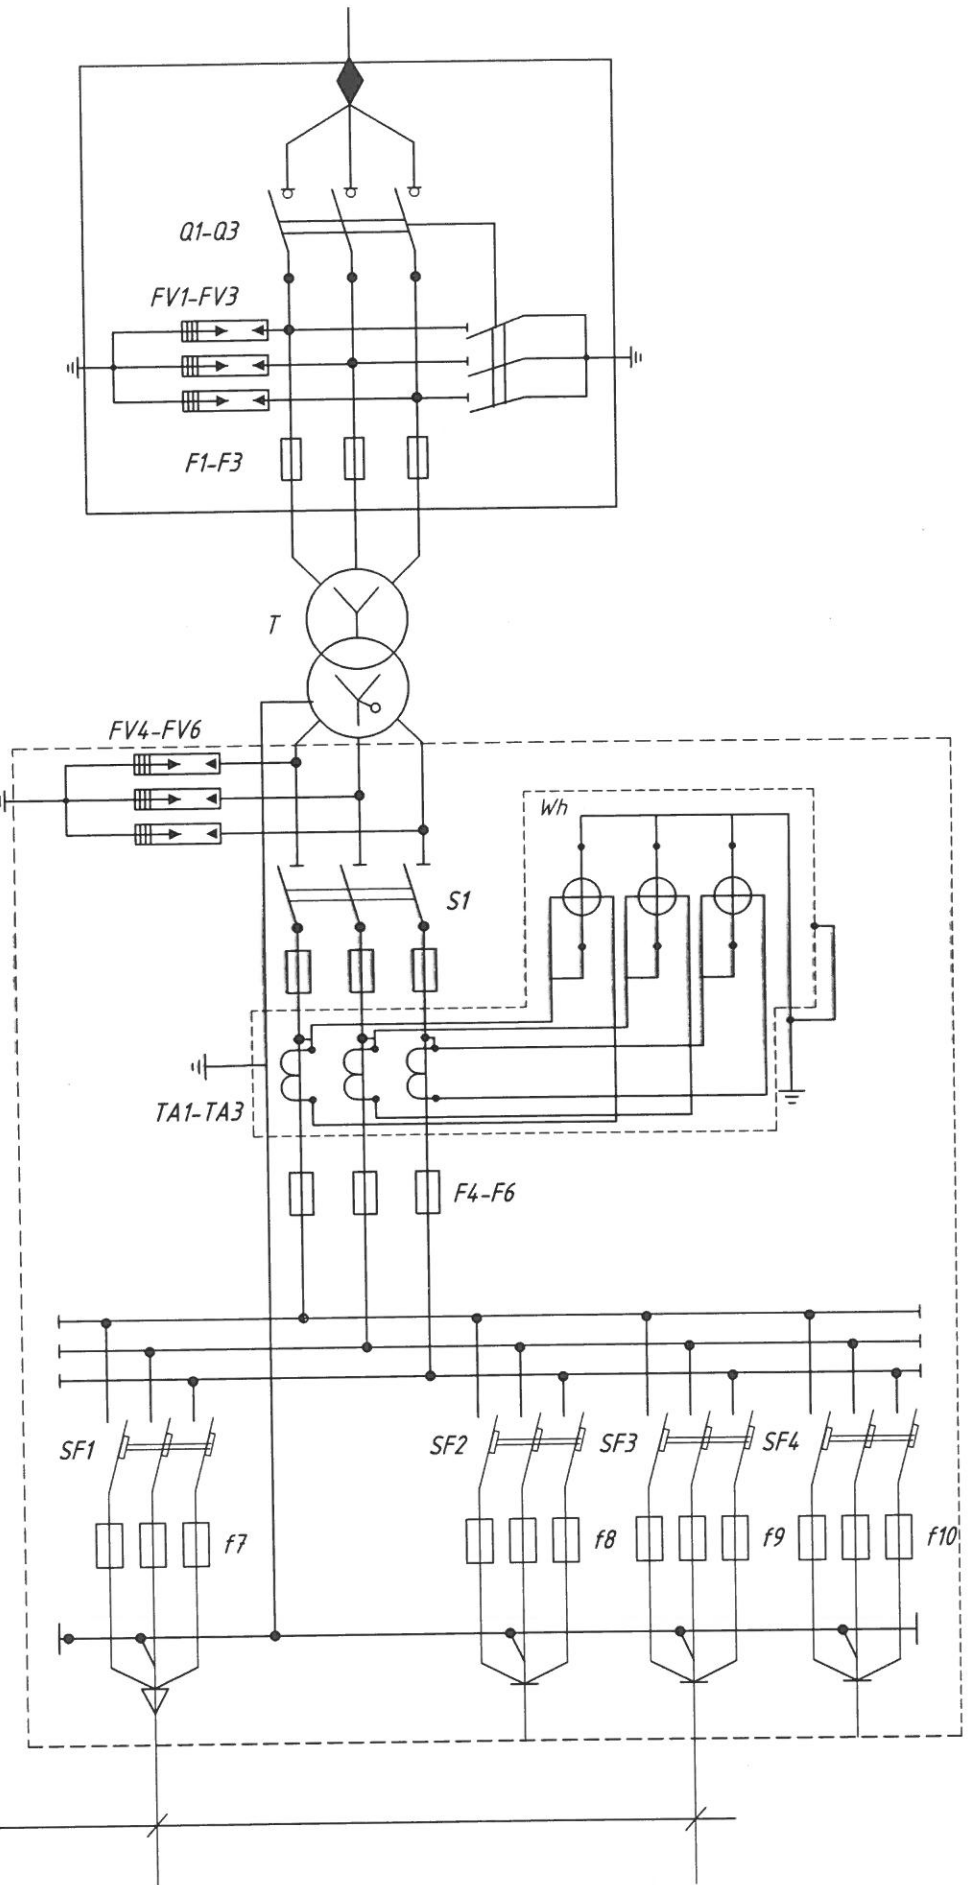 Q1-Q3
FV1-FV3
F1-F3
T
FV4-FV6
Wh
S1
TA1-TA3
F4-F6
SF1
SF2
SF3
SF4
f7
f8
f9
f10